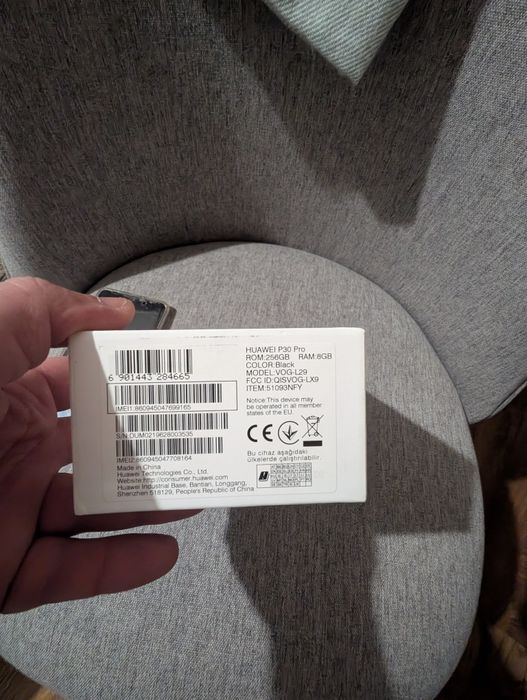 HUAWEI P30 Pro
ROM:256GB RAM:8GB
COLOR:Black
MODEL:VOG-L29
FCC ID:QISVOG-LX9
ITEM:51093NFY
6 901443 284665
IMEI1:860945047699165
S/N:OUM0219628003535
IMEI2:860945047708164
Made in China
Huawei Technologies Co., Ltd.
Website:http://consumer.huawei.com
Huawei Industrial Base, Bantian, Longgang,
Shenzhen 518129, People's Republic of China
Notice:This device may
be operated in all member
states of the EU.
CE
Bu cihaz aşağıdaki
ülkelerde çalıştırılabilir.